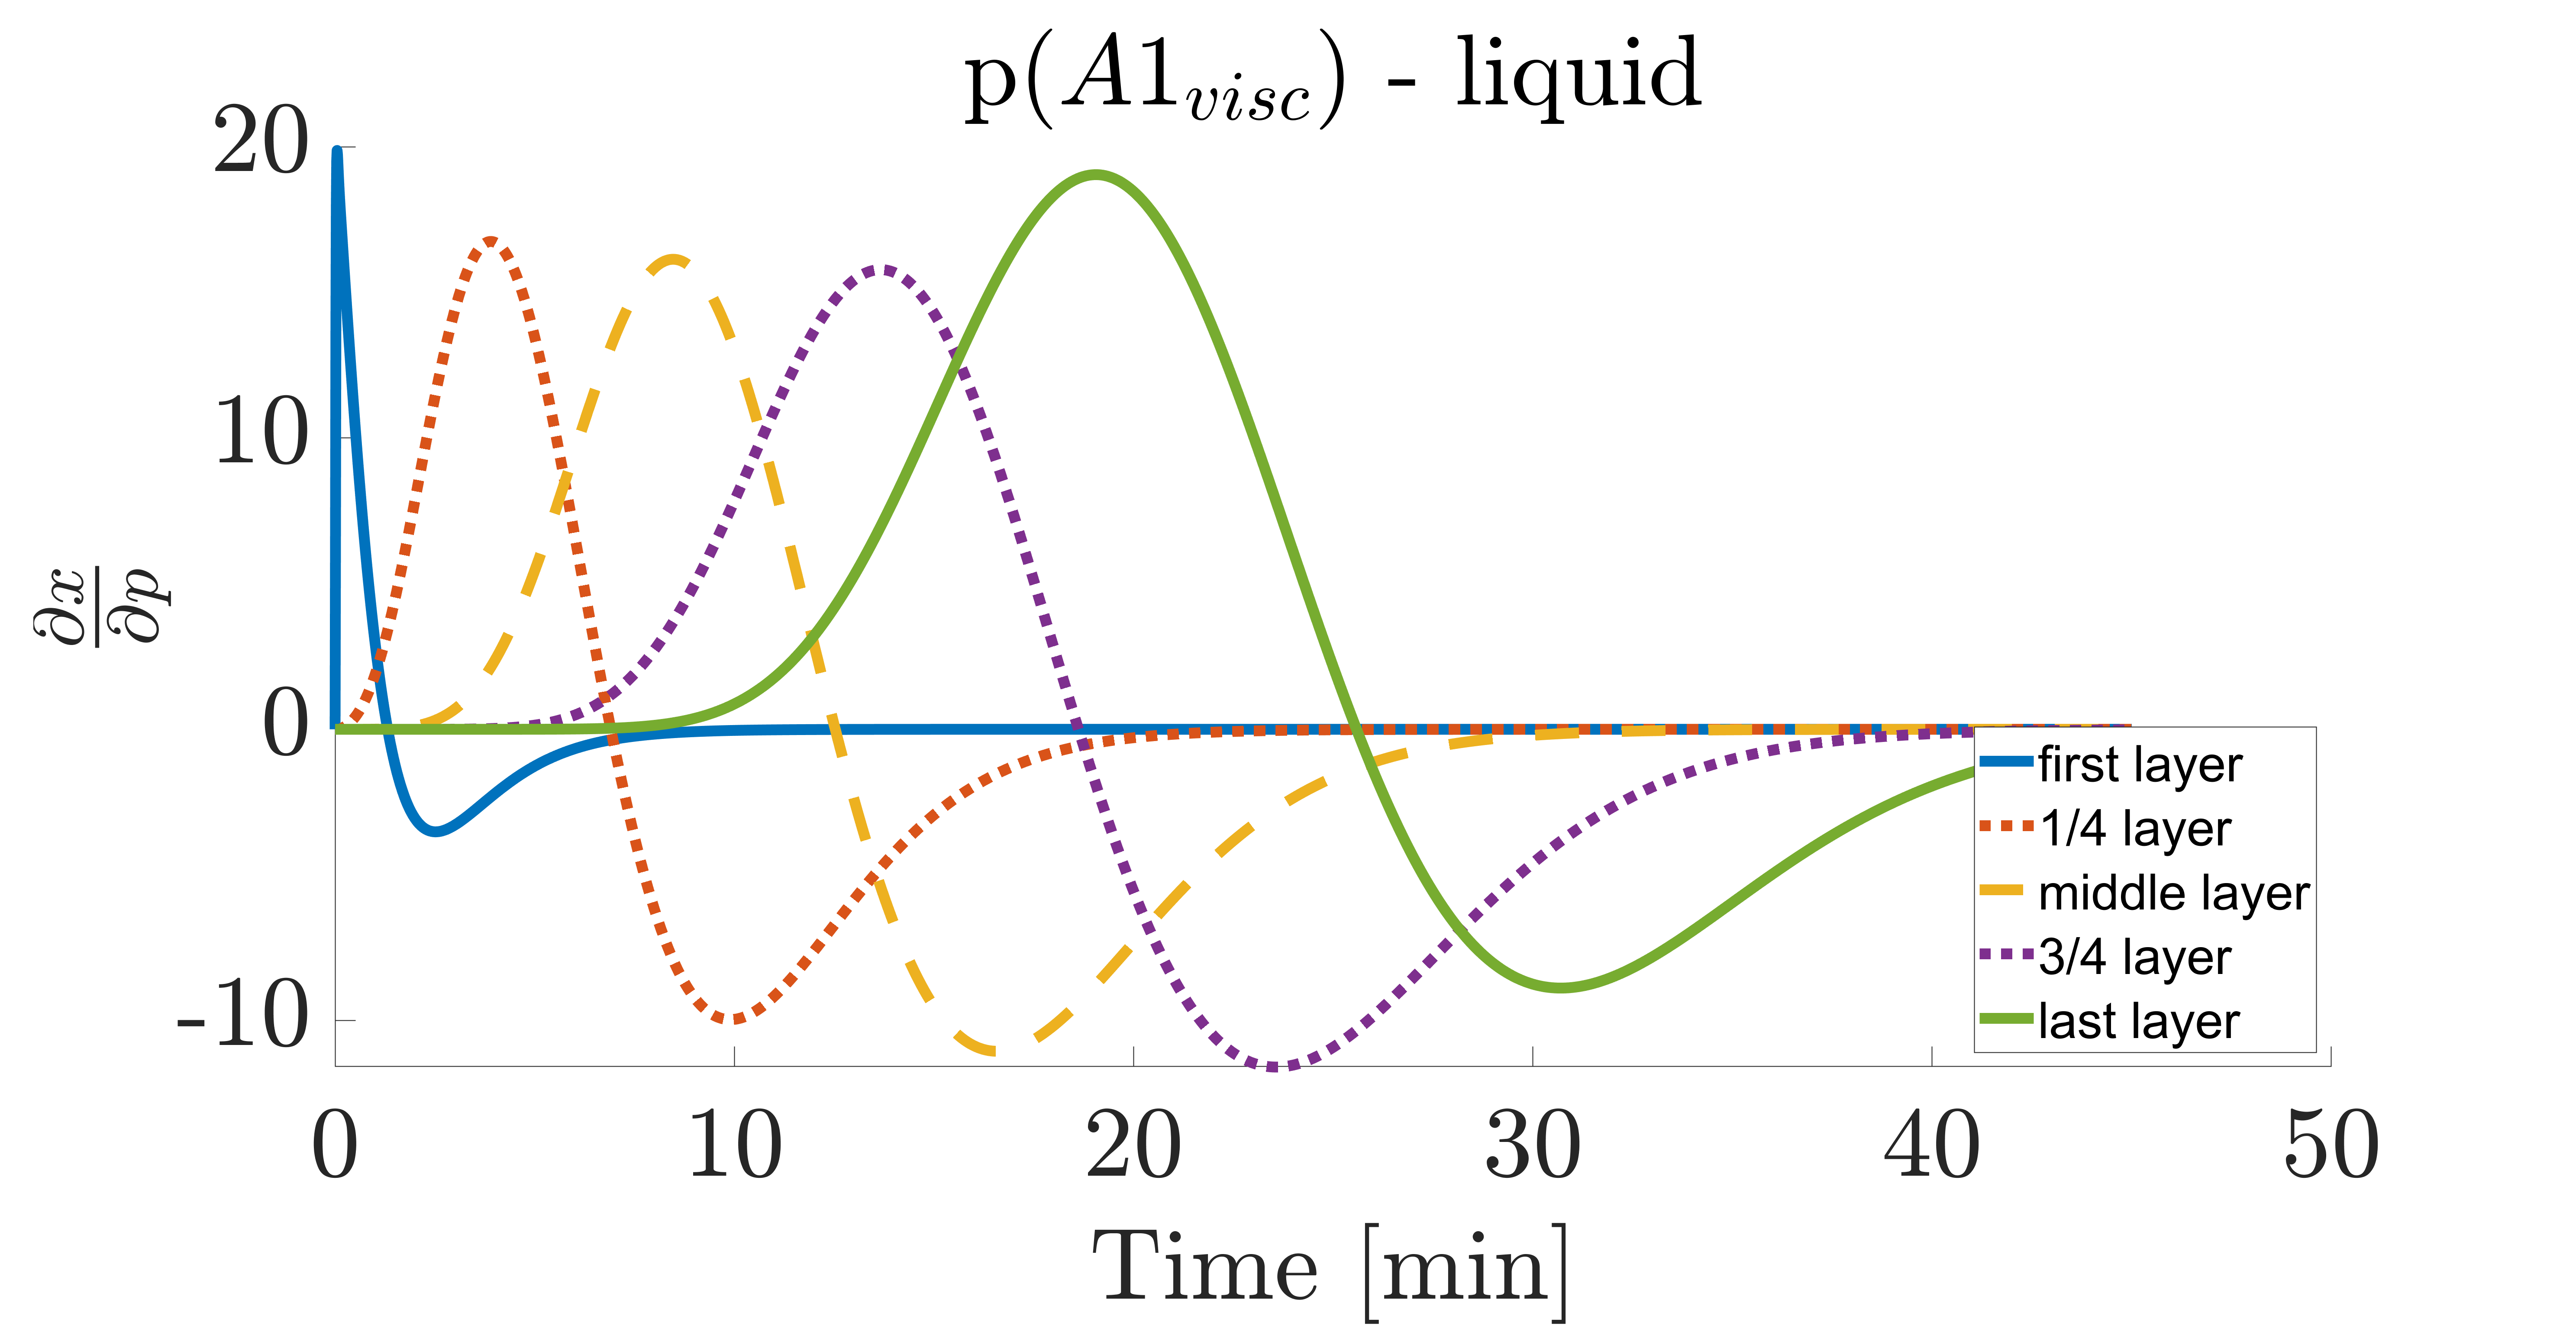 p(A1visc) - liquid
20
10
0
-10
∂x
∂p
0 10 20 30 40 50
Time [min]
first layer
1/4 layer
middle layer
3/4 layer
last layer